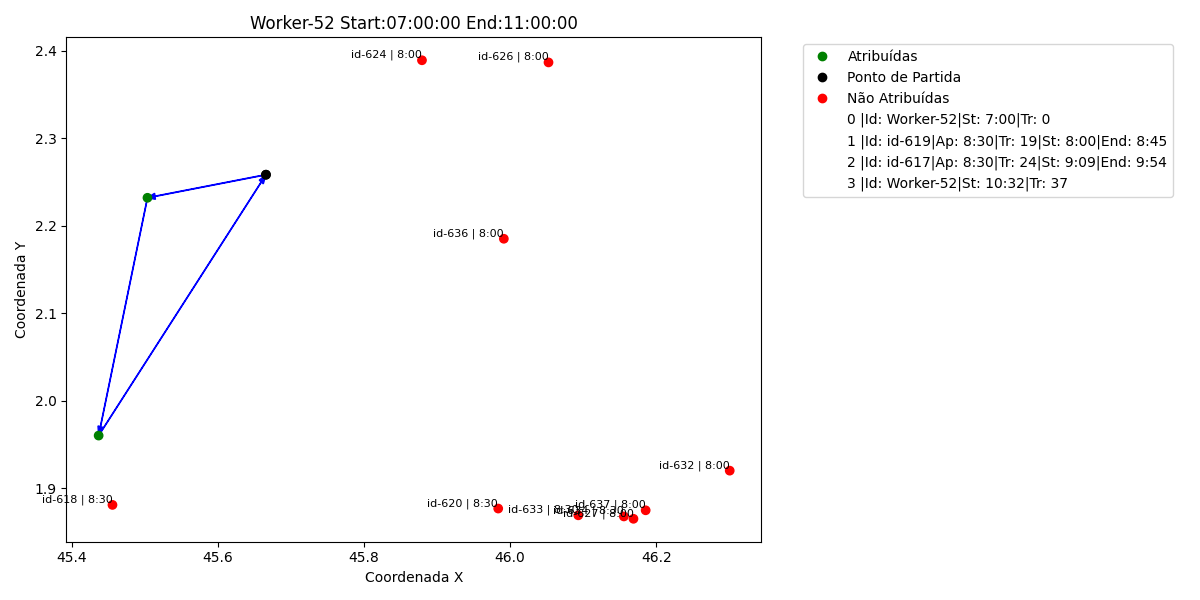 Worker-52 Start:07:00:00 End:11:00:00
2.4
2.3
2.2
2.1
2.0
1.9
Coordenada Y
id-624 | 8:00
id-626 | 8:00
id-636 | 8:00
id-632 | 8:00
id-618 | 8:30
id-620 | 8:30
id-637 | 8:00
id-633 |
45.4
45.6
45.8
46.0
46.2
Coordenada X
Atribuídas
Ponto de Partida
Não Atribuídas
0 |Id: Worker-52|St: 7:00|Tr: 0
1 |Id: id-619|Ap: 8:30|Tr: 19|St: 8:00|End: 8:45
2 |Id: id-617|Ap: 8:30|Tr: 24|St: 9:09|End: 9:54
3 |Id: Worker-52|St: 10:32|Tr: 37